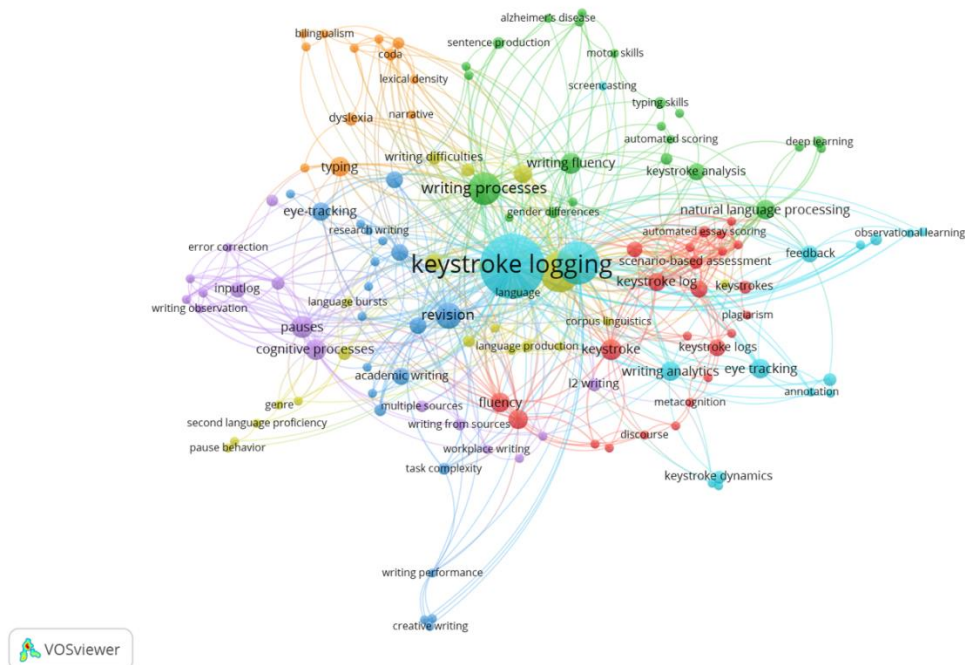 alzheimer's disease
bilingualism
sentence production
coda
motor skills
lexical density
screencasting
narrative
typing skills
dyslexia
automated scoring
deep learning
writing difficulties
typing
writing fluency
keystroke analysis
writing processes
eye-tracking
gender differences
natural language processing
research writing
automated essay scoring
observational learning
error correction
keystroke logging
scenario-based assessment
feedback
inputlog
keystroke log
keystrokes
language
writing observation
language bursts
revision
plagiarism
pauses
corpus linguistics
cognitive processes
language production
keystroke
keystroke logs
academic writing
l2 writing
writing analytics
eye tracking
genre
multiple sources
fluency
metacognition
annotation
second language proficiency
writing from sources
discourse
pause behavior
workplace writing
task complexity
keystroke dynamics
writing performance
creative writing
VOSviewer